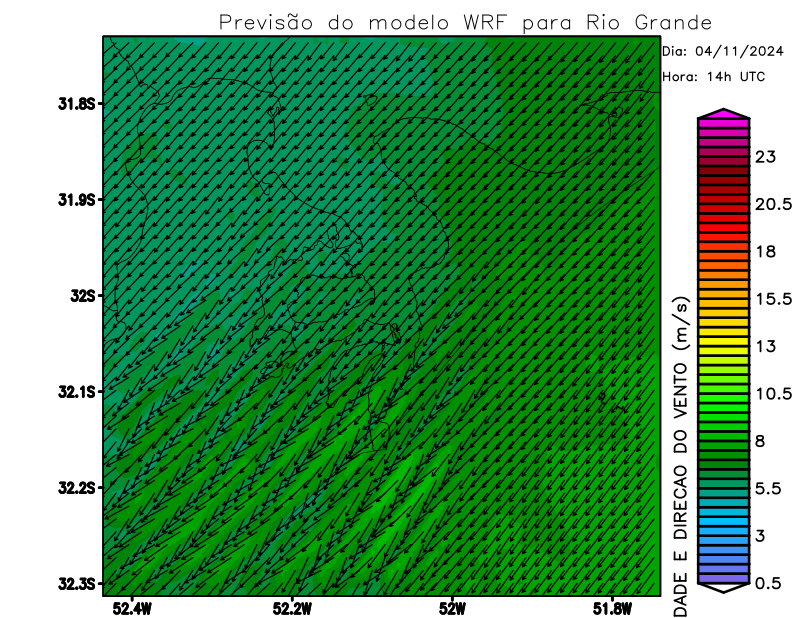 Previsão do modelo WRF para Rio Grande
Dia: 04/11/2024
Hora: 14h UTC
31.8S
31.9S
32S
32.1S
32.2S
32.3S
52.4W
52.2W
52W
51.8W
23
20.5
18
15.5
13
10.5
8
5.5
3
0.5
DADE E DIRECAO DO VENTO (m/s)